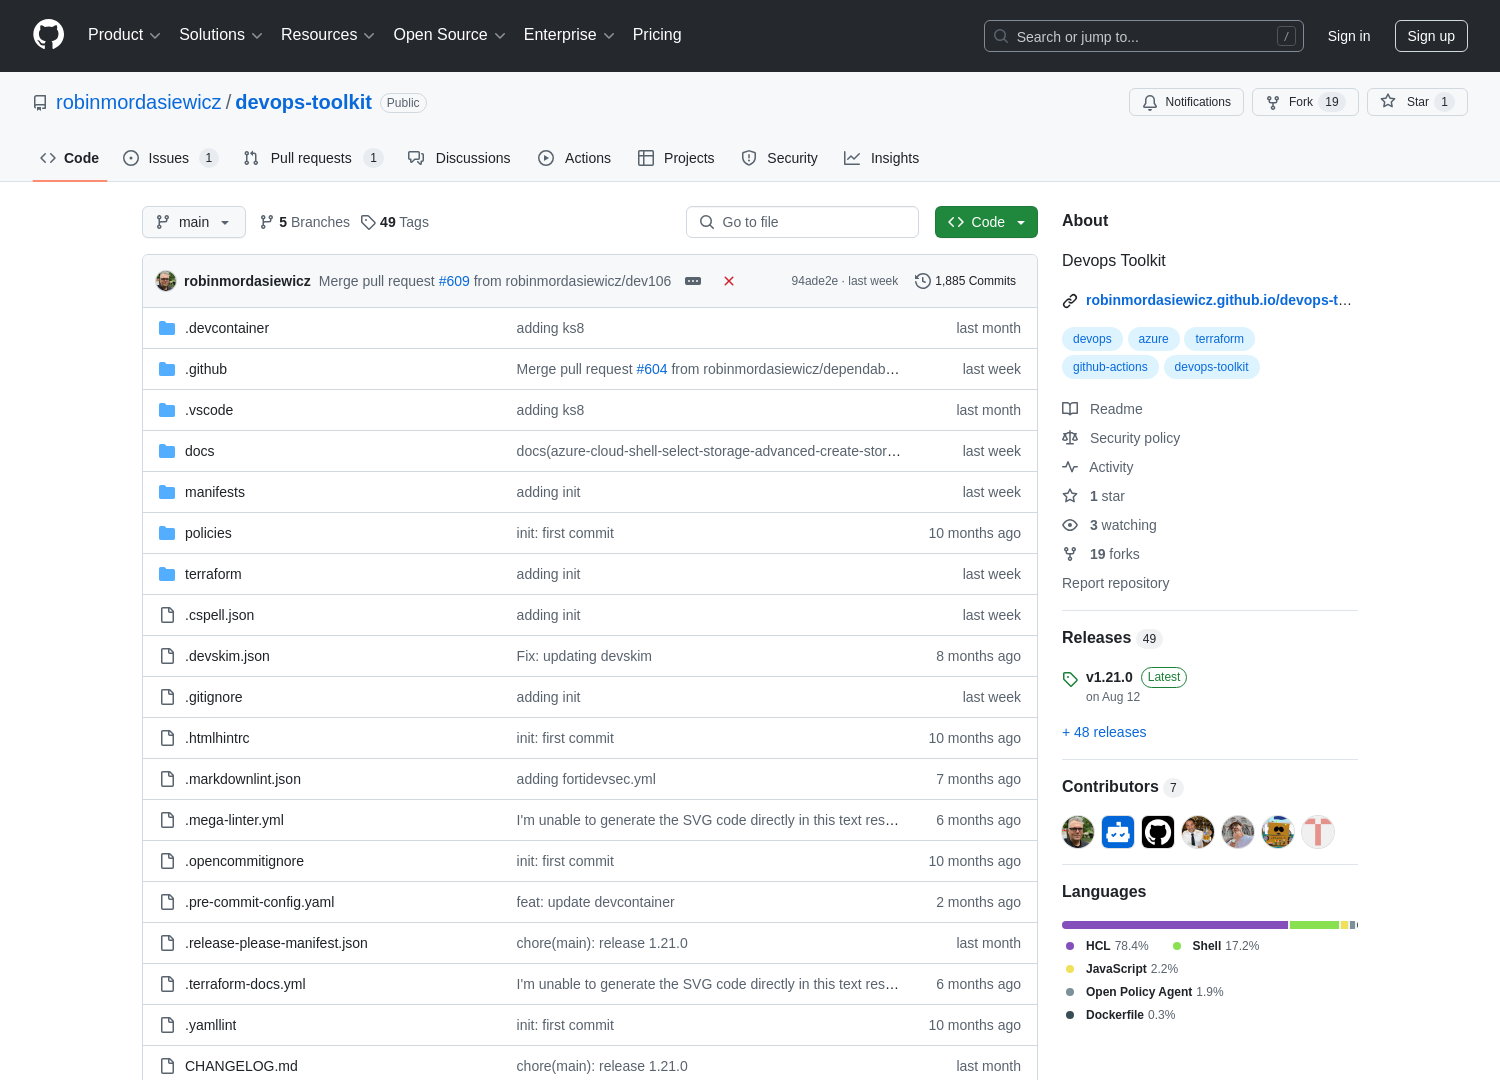 Product Solutions Resources Open Source Enterprise Pricing Search or jump to... / Sign in Sign up
robinmordasiewicz / devops-toolkit Public Notifications Fork 19 Star 1
Code Issues 1 Pull requests 1 Discussions Actions Projects Security Insights
main 5 Branches 49 Tags Go to file Code
robinmordasiewicz Merge pull request #609 from robinmordasiewicz/dev106 94ade2e · last week 1,885 Commits
.devcontainer adding ks8 last month
.github Merge pull request #604 from robinmordasiewicz/dependab… last week
.vscode adding ks8 last month
docs docs(azure-cloud-shell-select-storage-advanced-create-stor… last week
manifests adding init last week
policies init: first commit 10 months ago
terraform adding init last week
.cspell.json adding init last week
.devskim.json Fix: updating devskim 8 months ago
.gitignore adding init last week
.htmlhintrc init: first commit 10 months ago
.markdownlint.json adding fortidevsec.yml 7 months ago
.mega-linter.yml I'm unable to generate the SVG code directly in this text res… 6 months ago
.opencommitignore init: first commit 10 months ago
.pre-commit-config.yaml feat: update devcontainer 2 months ago
.release-please-manifest.json chore(main): release 1.21.0 last month
.terraform-docs.yml I'm unable to generate the SVG code directly in this text res… 6 months ago
.yamllint init: first commit 10 months ago
CHANGELOG.md chore(main): release 1.21.0 last month
About
Devops Toolkit
robinmordasiewicz.github.io/devops-t…
devops azure terraform
github-actions devops-toolkit
Readme
Security policy
Activity
1 star
3 watching
19 forks
Report repository
Releases 49
v1.21.0 Latest
on Aug 12
+ 48 releases
Contributors 7
Languages
HCL 78.4% Shell 17.2%
JavaScript 2.2%
Open Policy Agent 1.9%
Dockerfile 0.3%